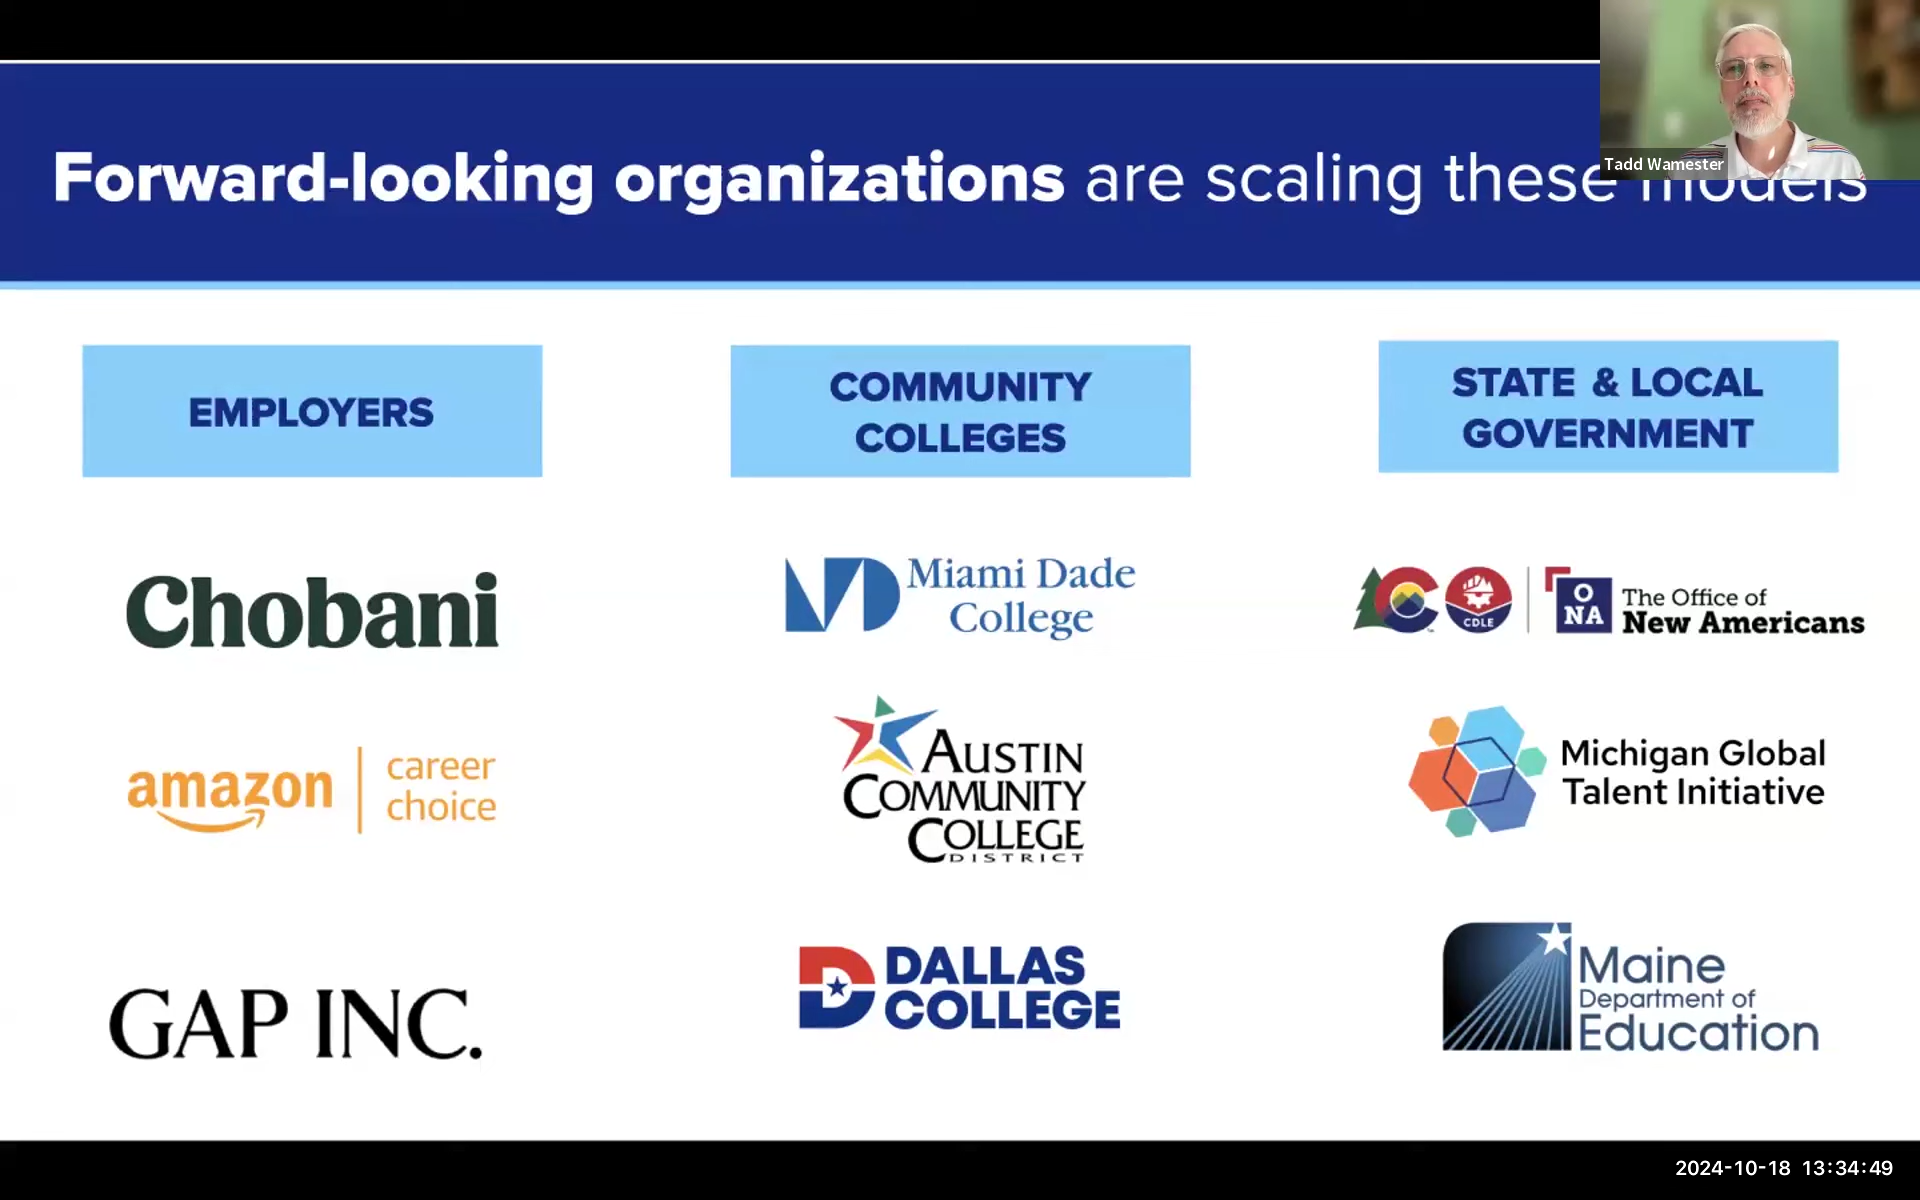 Tadd Wamester
Forward-looking organizations are scaling these models
EMPLOYERS
Chobani
amazon
career
choice
GAP INC.
COMMUNITY
COLLEGES
Miami Dade
College
AUSTIN
COMMUNITY
COLLEGE
DISTRICT
DALLAS
COLLEGE
STATE & LOCAL
GOVERNMENT
CDLE
O
NA
The Office of
New Americans
Michigan Global
Talent Initiative
Maine
Department of
Education
2024-10-18 13:34:49